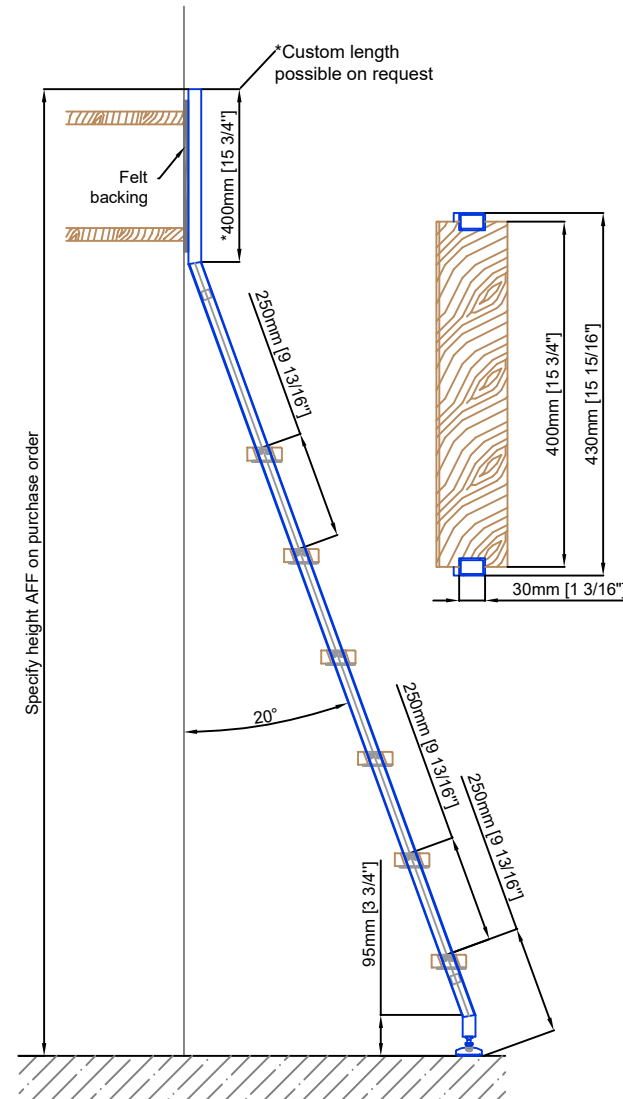 *Custom length
possible on request
*400mm [15 3/4"]
Felt
backing
250mm [9 13/16"]
400mm [15 3/4"]
430mm [15 15/16"]
30mm [1 3/16"]
Specify height AFF on purchase order
20°
250mm [9 13/16"]
250mm [9 13/16"]
95mm [3 3/4"]